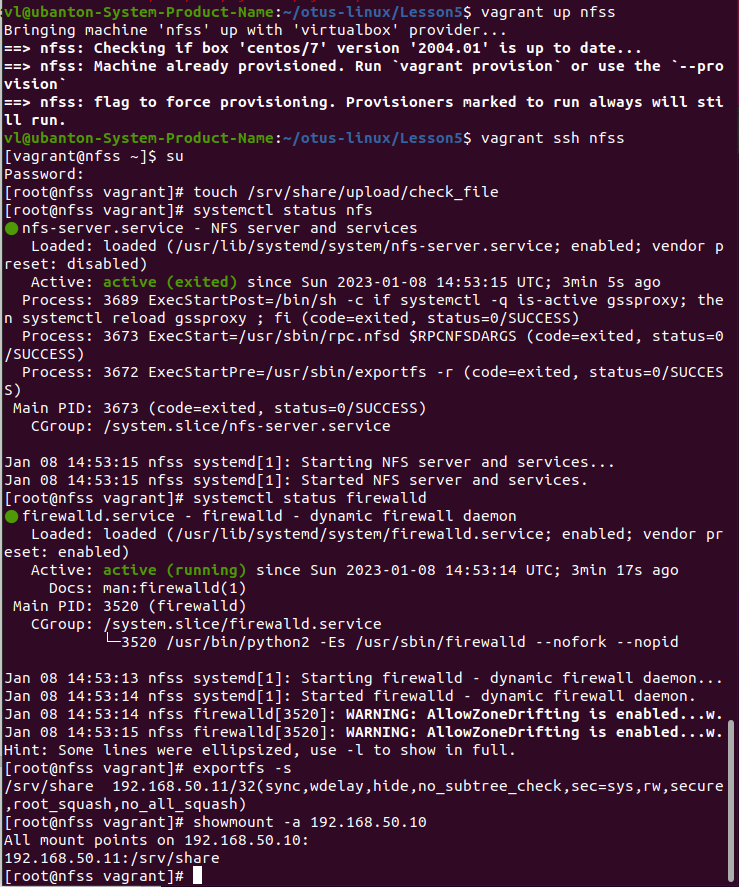 vl@ubanton-System-Product-Name:~/otus-linux/Lesson5$ vagrant up nfss
Bringing machine 'nfss' up with 'virtualbox' provider...
==> nfss: Checking if box 'centos/7' version '2004.01' is up to date...
==> nfss: Machine already provisioned. Run `vagrant provision` or use the `--pro
vision`
==> nfss: flag to force provisioning. Provisioners marked to run always will sti
ll run.
vl@ubanton-System-Product-Name:~/otus-linux/Lesson5$ vagrant ssh nfss
[vagrant@nfss ~]$ su
Password:
[root@nfss vagrant]# touch /srv/share/upload/check_file
[root@nfss vagrant]# systemctl status nfs
● nfs-server.service - NFS server and services
   Loaded: loaded (/usr/lib/systemd/system/nfs-server.service; enabled; vendor p
reset: disabled)
   Active: active (exited) since Sun 2023-01-08 14:53:15 UTC; 3min 5s ago
  Process: 3689 ExecStartPost=/bin/sh -c if systemctl -q is-active gssproxy; the
n systemctl reload gssproxy ; fi (code=exited, status=0/SUCCESS)
  Process: 3673 ExecStart=/usr/sbin/rpc.nfsd $RPCNFSDARGS (code=exited, status=0
/SUCCESS)
  Process: 3672 ExecStartPre=/usr/sbin/exportfs -r (code=exited, status=0/SUCCES
S)
 Main PID: 3673 (code=exited, status=0/SUCCESS)
   CGroup: /system.slice/nfs-server.service

Jan 08 14:53:15 nfss systemd[1]: Starting NFS server and services...
Jan 08 14:53:15 nfss systemd[1]: Started NFS server and services.
[root@nfss vagrant]# systemctl status firewalld
● firewalld.service - firewalld - dynamic firewall daemon
   Loaded: loaded (/usr/lib/systemd/system/firewalld.service; enabled; vendor pr
eset: enabled)
   Active: active (running) since Sun 2023-01-08 14:53:14 UTC; 3min 17s ago
     Docs: man:firewalld(1)
 Main PID: 3520 (firewalld)
   CGroup: /system.slice/firewalld.service
           └─3520 /usr/bin/python2 -Es /usr/sbin/firewalld --nofork --nopid

Jan 08 14:53:13 nfss systemd[1]: Starting firewalld - dynamic firewall daemon...
Jan 08 14:53:14 nfss systemd[1]: Started firewalld - dynamic firewall daemon.
Jan 08 14:53:14 nfss firewalld[3520]: WARNING: AllowZoneDrifting is enabled...w.
Jan 08 14:53:15 nfss firewalld[3520]: WARNING: AllowZoneDrifting is enabled...w.
Hint: Some lines were ellipsized, use -l to show in full.
[root@nfss vagrant]# exportfs -s
/srv/share  192.168.50.11/32(sync,wdelay,hide,no_subtree_check,sec=sys,rw,secure
,root_squash,no_all_squash)
[root@nfss vagrant]# showmount -a 192.168.50.10
All mount points on 192.168.50.10:
192.168.50.11:/srv/share
[root@nfss vagrant]#